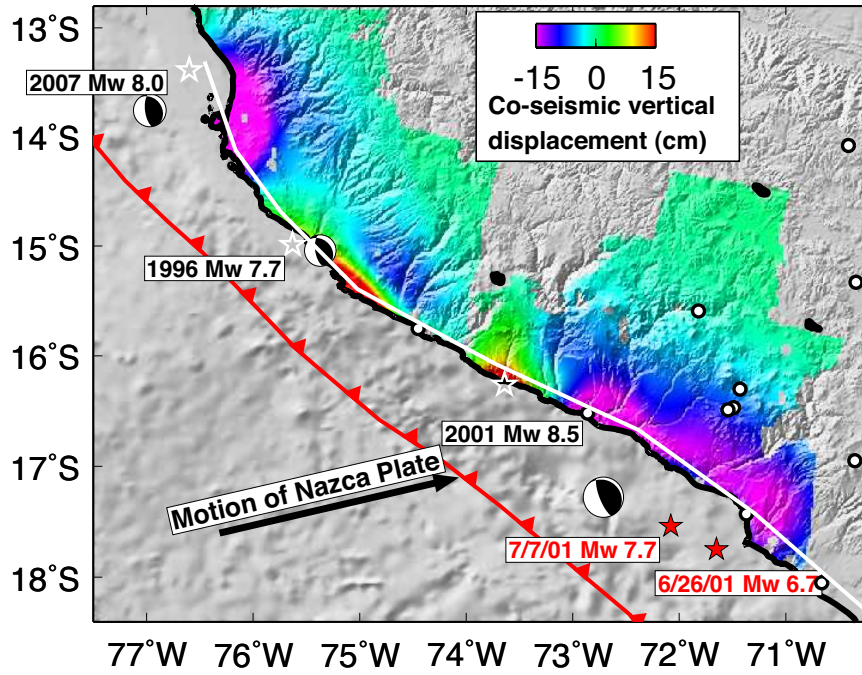 13°S
14°S
15°S
16°S
17°S
18°S
-15 0 15
Co-seismic vertical
displacement (cm)
2007 Mw 8.0
1996 Mw 7.7
2001 Mw 8.5
Motion of Nazca Plate
7/7/01 Mw 7.7
6/26/01 Mw 6.7
77°W 76°W 75°W 74°W 73°W 72°W 71°W